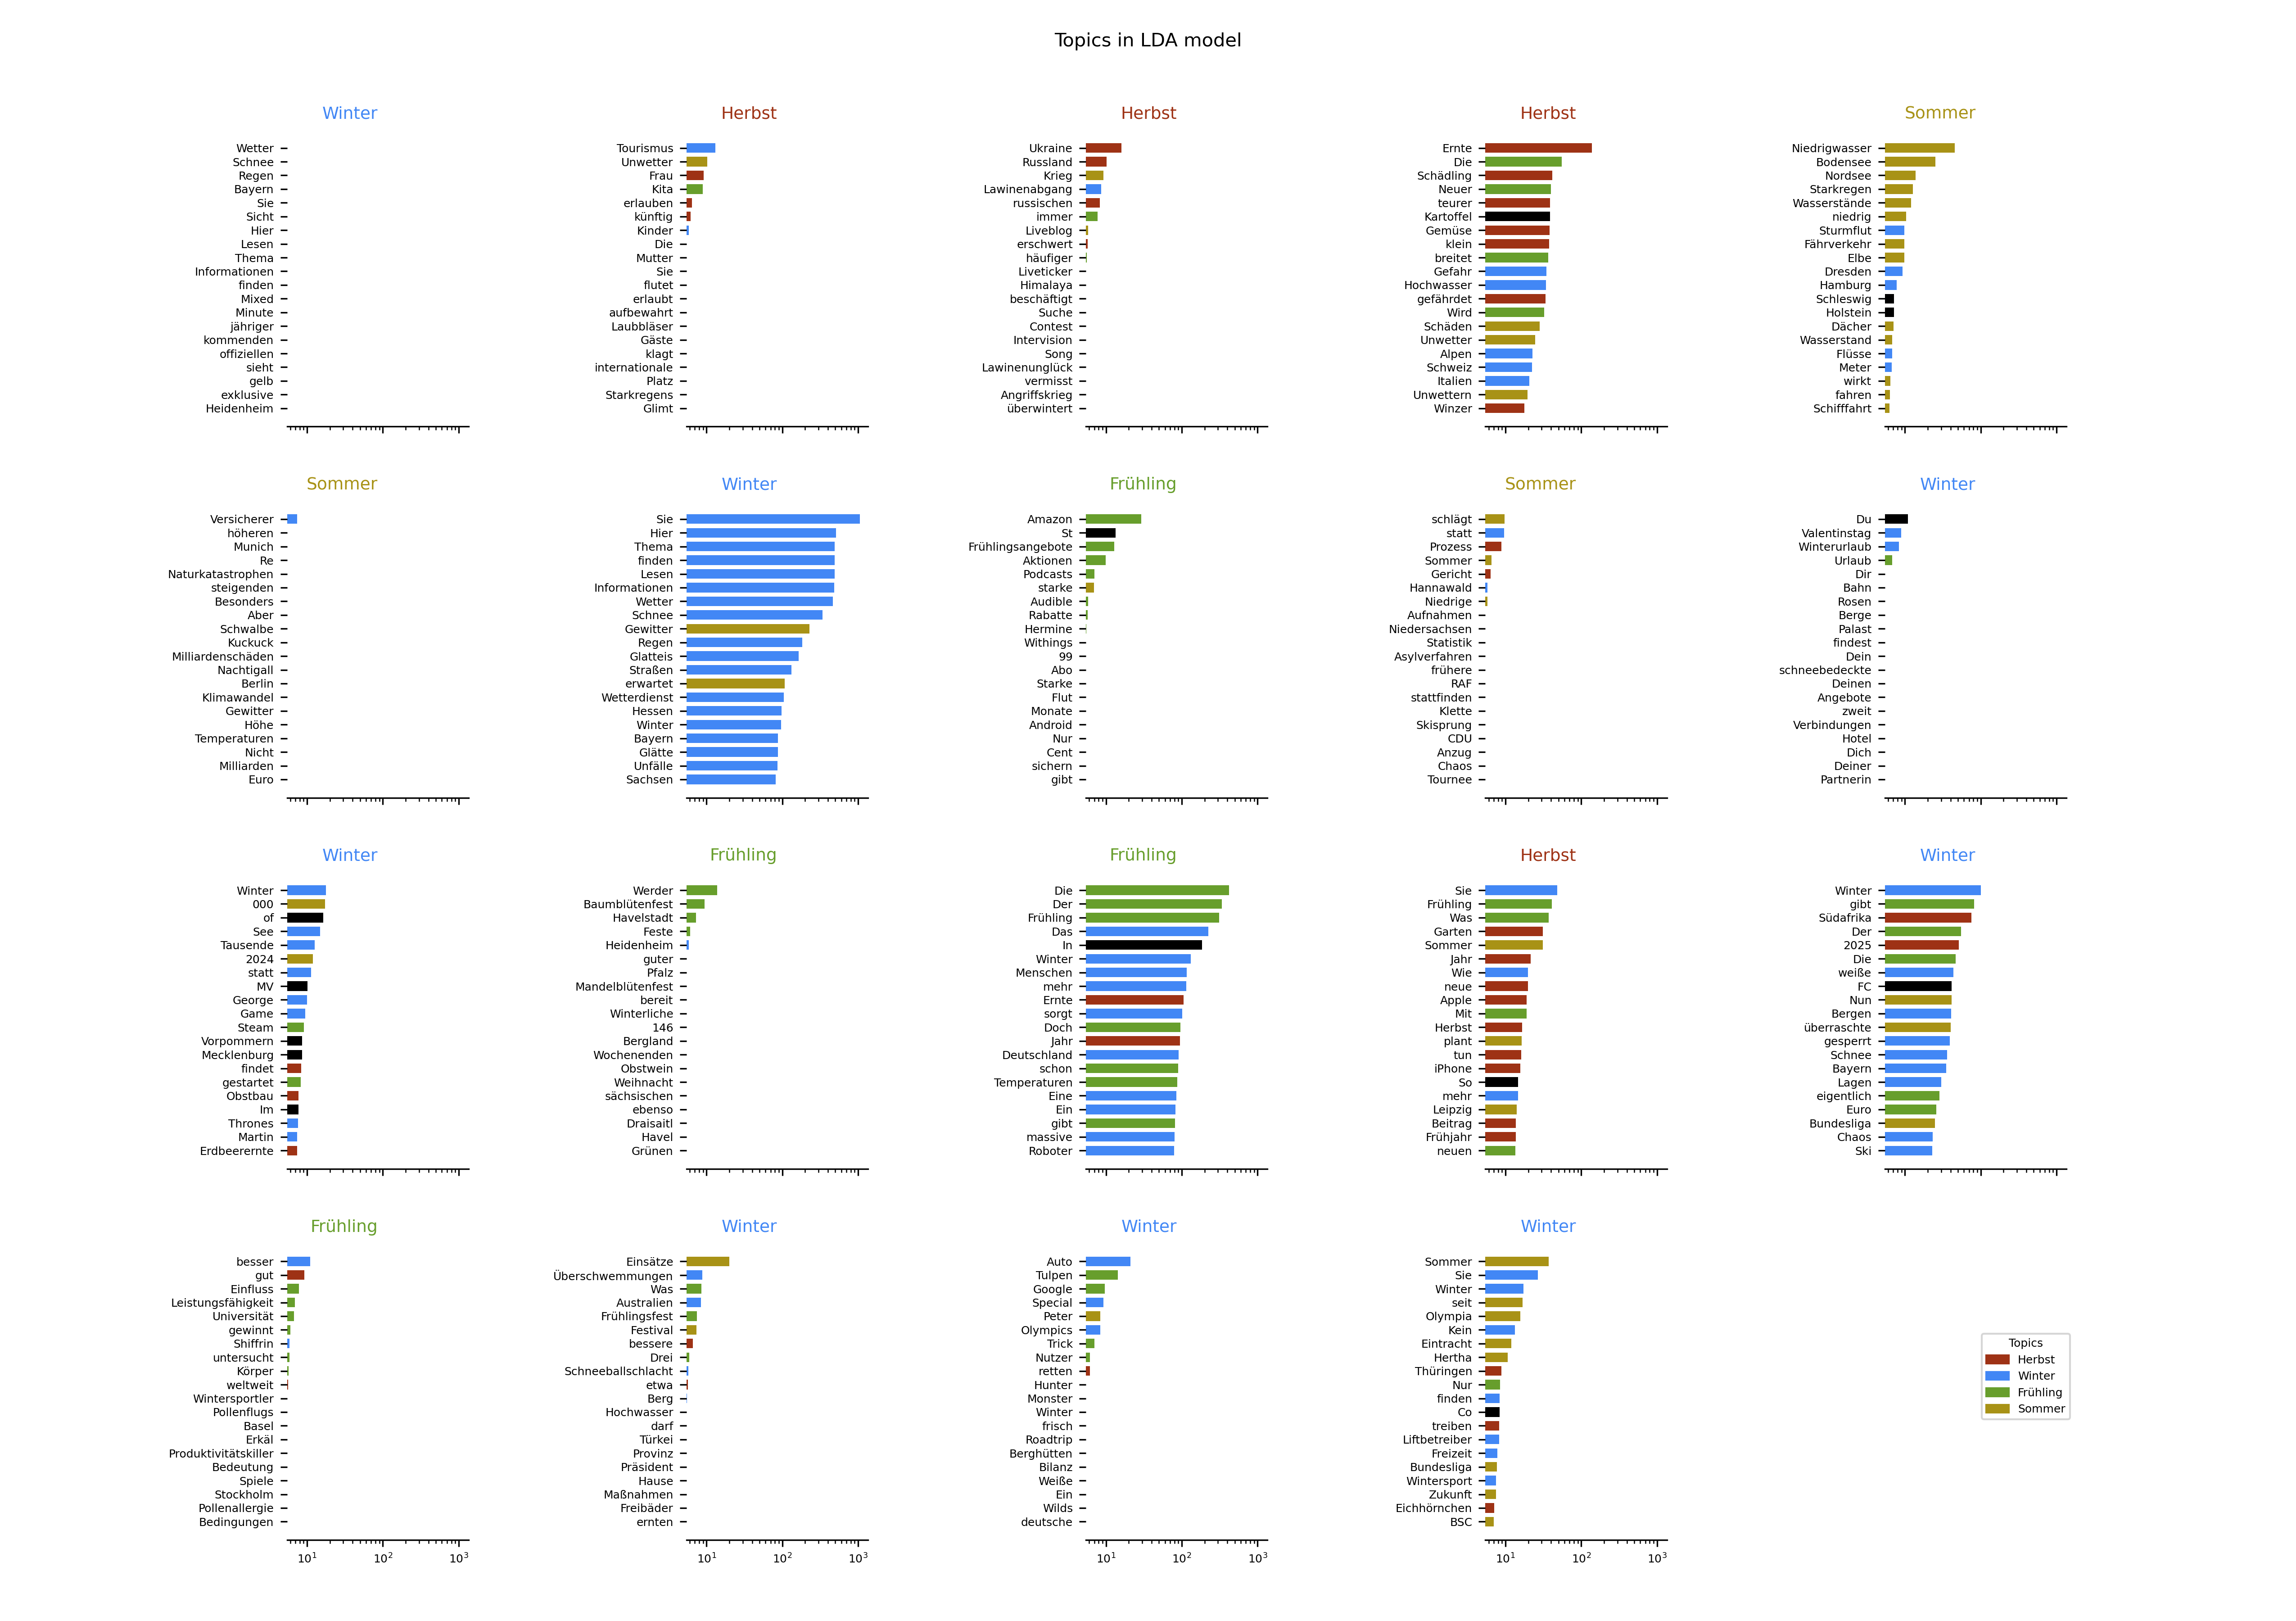 Topics in LDA model
Winter
Wetter
Schnee
Regen
Bayern
Sie
Sicht
Hier
Lesen
Thema
Informationen
finden
Mixed
Minute
jähriger
kommenden
offiziellen
sieht
gelb
exklusive
Heidenheim
Herbst
Tourismus
Unwetter
Frau
Kita
erlauben
künftig
Kinder
Die
Mutter
Sie
flutet
erlaubt
aufbewahrt
Laubbläser
Gäste
klagt
internationale
Platz
Starkregens
Glimt
Herbst
Ukraine
Russland
Krieg
Lawinenabgang
russischen
immer
Liveblog
erschwert
häufiger
Liveticker
Himalaya
beschäftigt
Suche
Contest
Intervision
Song
Lawinenunglück
vermisst
Angriffskrieg
überwintert
Herbst
Ernte
Die
Schädling
Neuer
teurer
Kartoffel
Gemüse
klein
breitet
Gefahr
Hochwasser
gefährdet
Wird
Schäden
Unwetter
Alpen
Schweiz
Italien
Unwettern
Winzer
Sommer
Niedrigwasser
Bodensee
Nordsee
Starkregen
Wasserstände
niedrig
Sturmflut
Fährverkehr
Elbe
Dresden
Hamburg
Schleswig
Holstein
Dächer
Wasserstand
Flüsse
Meter
wirkt
fahren
Schifffahrt
Sommer
Versicherer
höheren
Munich
Re
Naturkatastrophen
steigenden
Besonders
Aber
Schwalbe
Kuckuck
Milliardenschäden
Nachtigall
Berlin
Klimawandel
Gewitter
Höhe
Temperaturen
Nicht
Milliarden
Euro
Winter
Sie
Hier
Thema
finden
Lesen
Informationen
Wetter
Schnee
Gewitter
Regen
Glatteis
Straßen
erwartet
Wetterdienst
Hessen
Winter
Bayern
Glätte
Unfälle
Sachsen
Frühling
Amazon
St
Frühlingsangebote
Aktionen
Podcasts
starke
Audible
Rabatte
Hermine
Withings
99
Abo
Starke
Flut
Monate
Android
Nur
Cent
sichern
gibt
Sommer
schlägt
statt
Prozess
Sommer
Gericht
Hannawald
Niedrige
Aufnahmen
Niedersachsen
Statistik
Asylverfahren
frühere
RAF
stattfinden
Klette
Skisprung
CDU
Anzug
Chaos
Tournee
Winter
Du
Valentinstag
Winterurlaub
Urlaub
Dir
Bahn
Rosen
Berge
Palast
findest
Dein
schneebedeckte
Deinen
Angebote
zweit
Verbindungen
Hotel
Dich
Deiner
Partnerin
Winter
Winter
000
of
See
Tausende
2024
statt
MV
George
Game
Steam
Vorpommern
Mecklenburg
findet
gestartet
Obstbau
Im
Thrones
Martin
Erdbeerernte
Frühling
Werder
Baumblütenfest
Havelstadt
Feste
Heidenheim
guter
Pfalz
Mandelblütenfest
bereit
Winterliche
146
Bergland
Wochenenden
Obstwein
Weihnacht
sächsischen
ebenso
Draisaitl
Havel
Grünen
Frühling
Die
Der
Frühling
Das
In
Winter
Menschen
mehr
Ernte
sorgt
Doch
Jahr
Deutschland
schon
Temperaturen
Eine
Ein
gibt
massive
Roboter
Herbst
Sie
Frühling
Was
Garten
Sommer
Jahr
Wie
neue
Apple
Mit
Herbst
plant
tun
iPhone
So
mehr
Leipzig
Beitrag
Frühjahr
neuen
Winter
Winter
gibt
Südafrika
Der
2025
Die
weiße
FC
Nun
Bergen
überraschte
gesperrt
Schnee
Bayern
Lagen
eigentlich
Euro
Bundesliga
Chaos
Ski
Frühling
besser
gut
Einfluss
Leistungsfähigkeit
Universität
gewinnt
Shiffrin
untersucht
Körper
weltweit
Wintersportler
Pollenflugs
Basel
Erkäl
Produktivitätskiller
Bedeutung
Spiele
Stockholm
Pollenallergie
Bedingungen
10¹ 10² 10³
Winter
Einsätze
Überschwemmungen
Was
Australien
Frühlingsfest
Festival
bessere
Drei
Schneeballschlacht
etwa
Berg
Hochwasser
darf
Türkei
Provinz
Präsident
Hause
Maßnahmen
Freibäder
ernten
10¹ 10² 10³
Winter
Auto
Tulpen
Google
Special
Peter
Olympics
Trick
Nutzer
retten
Hunter
Monster
Winter
frisch
Roadtrip
Berghütten
Bilanz
Weiße
Ein
Wilds
deutsche
10¹ 10² 10³
Winter
Sommer
Sie
Winter
seit
Olympia
Kein
Eintracht
Hertha
Thüringen
Nur
finden
Co
treiben
Liftbetreiber
Freizeit
Bundesliga
Wintersport
Zukunft
Eichhörnchen
BSC
10¹ 10² 10³
Topics
Herbst
Winter
Frühling
Sommer